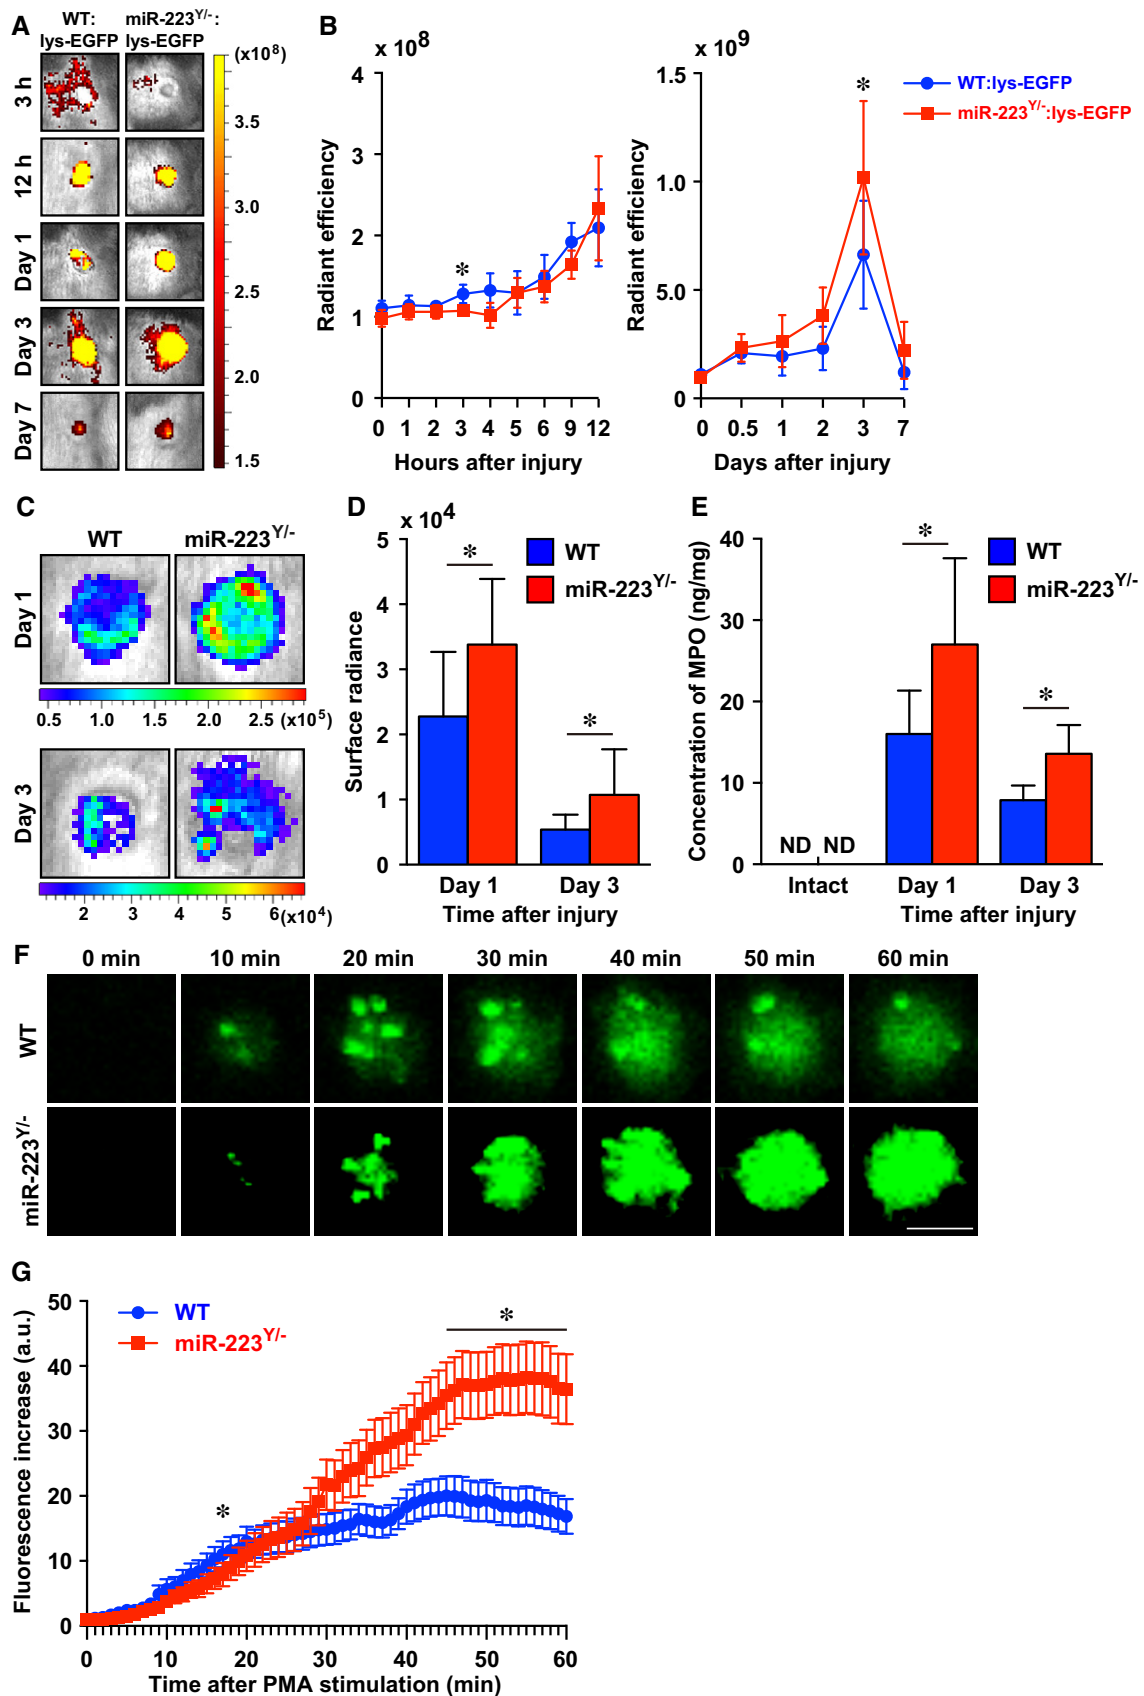 A
WT:
lys-EGFP
miR-223Y/-:
lys-EGFP
(x10⁸)
3 h
12 h
Day 1
Day 3
Day 7
3.5
3.0
2.5
2.0
1.5
B
x 10⁸
4
3
2
1
0
Radiant efficiency
*
0 1 2 3 4 5 6 9 12
Hours after injury
x 10⁹
1.5
1.0
5.0
0
Radiant efficiency
*
0 0.5 1 2 3 7
Days after injury
WT:lys-EGFP
miR-223Y/-:lys-EGFP
C
WT
miR-223Y/-
Day 1
0.5 1.0 2.0 2.5 (x10⁵)
Day 3
2 3 4 5 6 (x10⁴)
D
x 10⁴
5
4
3
2
1
0
Surface radiance
* *
WT
miR-223Y/-
Day 1 Day 3
Time after injury
E
40
30
20
10
0
Concentration of MPO (ng/mg)
* *
WT
miR-223Y/-
ND ND
Intact Day 1 Day 3
Time after injury
F
0 min 10 min 20 min 30 min 40 min 50 min 60 min
WT
miR-223Y/-
G
50
40
30
20
10
0
Fluorescence increase (a.u.)
WT
miR-223Y/-
* *
0 10 20 30 40 50 60
Time after PMA stimulation (min)